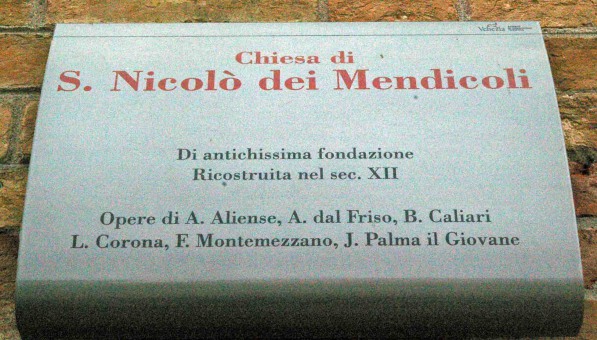 Venezia
Chiesa di
S. Nicolò dei Mendicoli
Di antichissima fondazione
Ricostruita nel sec. XII
Opere di A. Aliense, A. dal Friso, B. Caliari
L. Corona, F. Montemezzano, J. Palma il Giovane